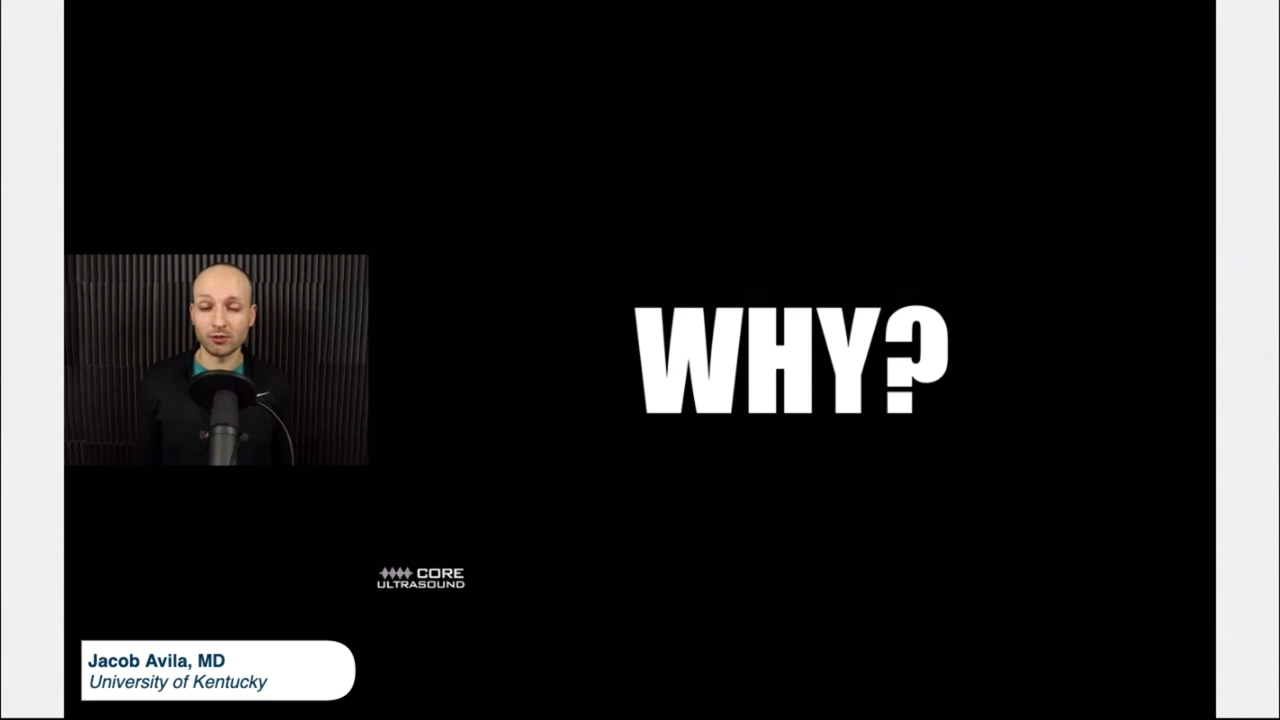 WHY?
CORE
ULTRASOUND
Jacob Avila, MD
University of Kentucky